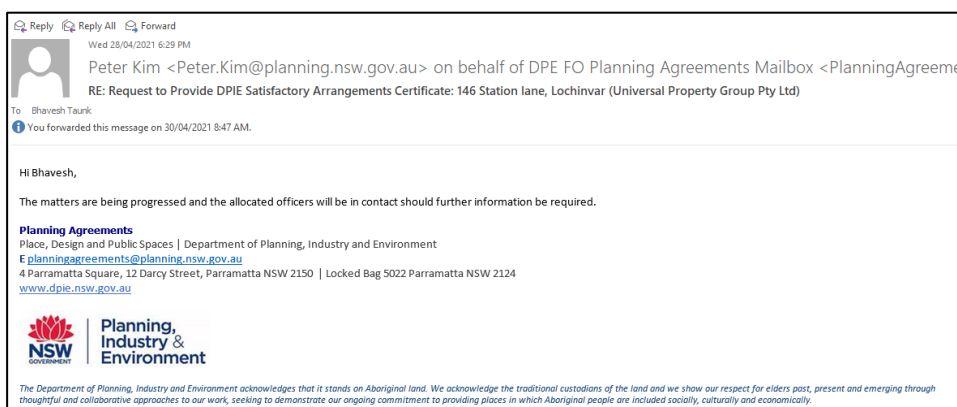 Reply Reply All Forward
Wed 28/04/2021 6:29 PM
Peter Kim <Peter.Kim@planning.nsw.gov.au> on behalf of DPE FO Planning Agreements Mailbox <PlanningAgreeme
RE: Request to Provide DPIE Satisfactory Arrangements Certificate: 146 Station lane, Lochinvar (Universal Property Group Pty Ltd)
To Bhavesh Taunk
You forwarded this message on 30/04/2021 8:47 AM.
Hi Bhavesh,
The matters are being progressed and the allocated officers will be in contact should further information be required.
Planning Agreements
Place, Design and Public Spaces | Department of Planning, Industry and Environment
E planningagreements@planning.nsw.gov.au
4 Parramatta Square, 12 Darcy Street, Parramatta NSW 2150 | Locked Bag 5022 Parramatta NSW 2124
www.dpie.nsw.gov.au
NSW
GOVERNMENT
Planning,
Industry &
Environment
The Department of Planning, Industry and Environment acknowledges that it stands on Aboriginal land. We acknowledge the traditional custodians of the land and we show our respect for elders past, present and emerging through
thoughtful and collaborative approaches to our work, seeking to demonstrate our ongoing commitment to providing places in which Aboriginal people are included socially, culturally and economically.